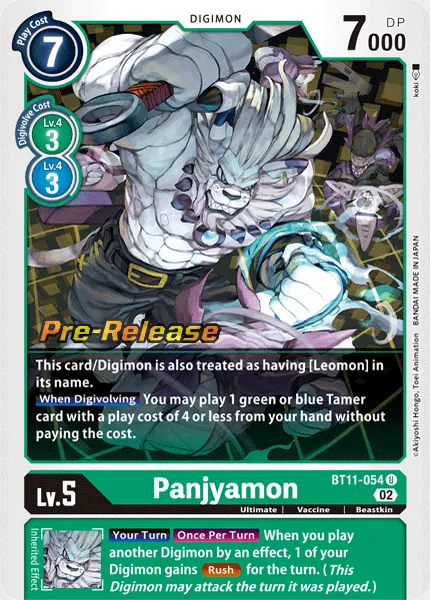 Play Cost
7
DIGIMON
DP
7000
Digivolve Cost
Lv.4
3
Lv.4
3
koki
©Akiyoshi Hongo, Toei Animation BANDAI MADE IN JAPAN
Pre-Release
This card/Digimon is also treated as having [Leomon] in
its name.
When Digivolving You may play 1 green or blue Tamer
card with a play cost of 4 or less from your hand without
paying the cost.
BT11-054 U
Lv.5
Panjyamon
02
Ultimate | Vaccine | Beastkin
Inherited Effect
Your Turn Once Per Turn When you play
another Digimon by an effect, 1 of your
Digimon gains Rush for the turn. (This
Digimon may attack the turn it was played.)